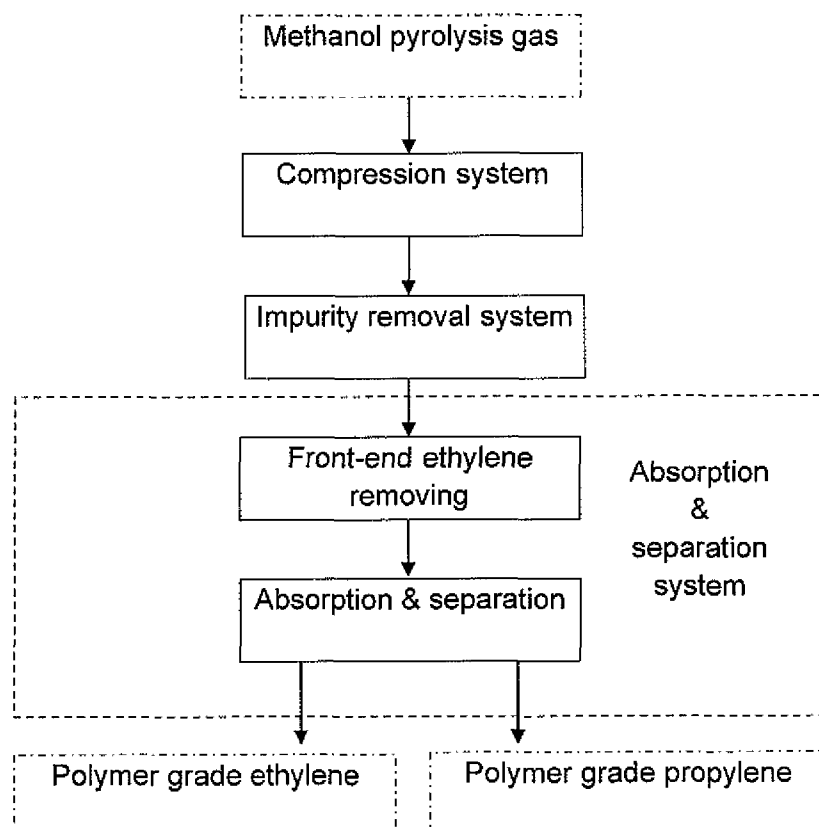 Methanol pyrolysis gas
Compression system
Impurity removal system
Front-end ethylene
removing
Absorption
&
separation
system
Absorption & separation
Polymer grade ethylene
Polymer grade propylene